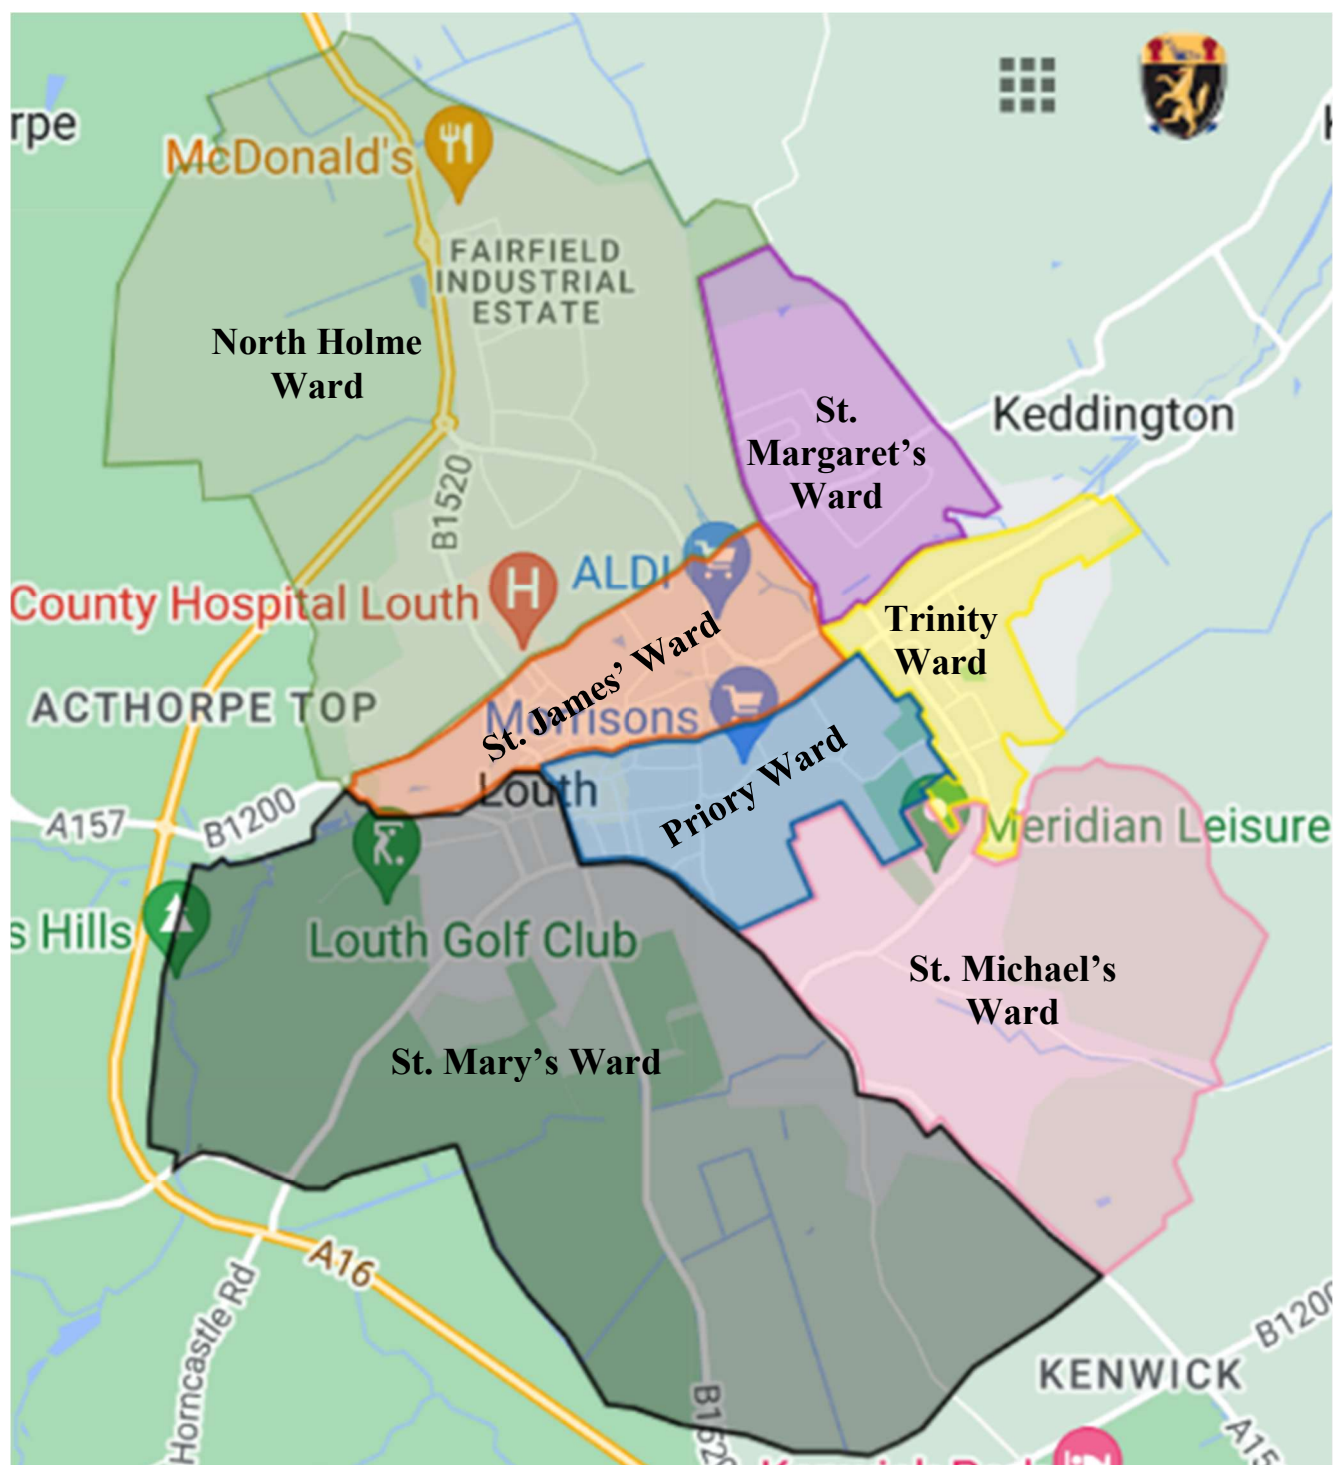 rpe
McDonald's
FAIRFIELD
INDUSTRIAL
ESTATE
North Holme
Ward
St.
Margaret's
Ward
Keddington
B1520
ALDI
County Hospital Louth
H
Trinity
Ward
St. James' Ward
ACTHORPE TOP
Morrisons
Priory Ward
Louth
A157
B1200
Meridian Leisure
s Hills
Louth Golf Club
St. Michael's
Ward
St. Mary's Ward
A16
Horncastle Rd
B1200
KENWICK
B1520
A15